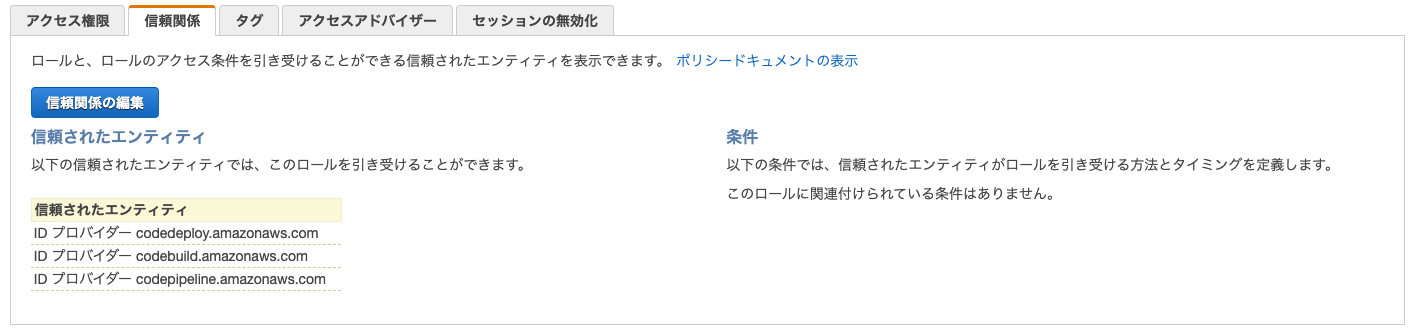 アクセス権限 信頼関係 タグ アクセスアドバイザー セッションの無効化
ロールと、ロールのアクセス条件を引き受けることができる信頼されたエンティティを表示できます。 ポリシードキュメントの表示
信頼関係の編集
信頼されたエンティティ
以下の信頼されたエンティティでは、このロールを引き受けることができます。
信頼されたエンティティ
ID プロバイダー codedeploy.amazonaws.com
ID プロバイダー codebuild.amazonaws.com
ID プロバイダー codepipeline.amazonaws.com
条件
以下の条件では、信頼されたエンティティがロールを引き受ける方法とタイミングを定義します。
このロールに関連付けられている条件はありません。